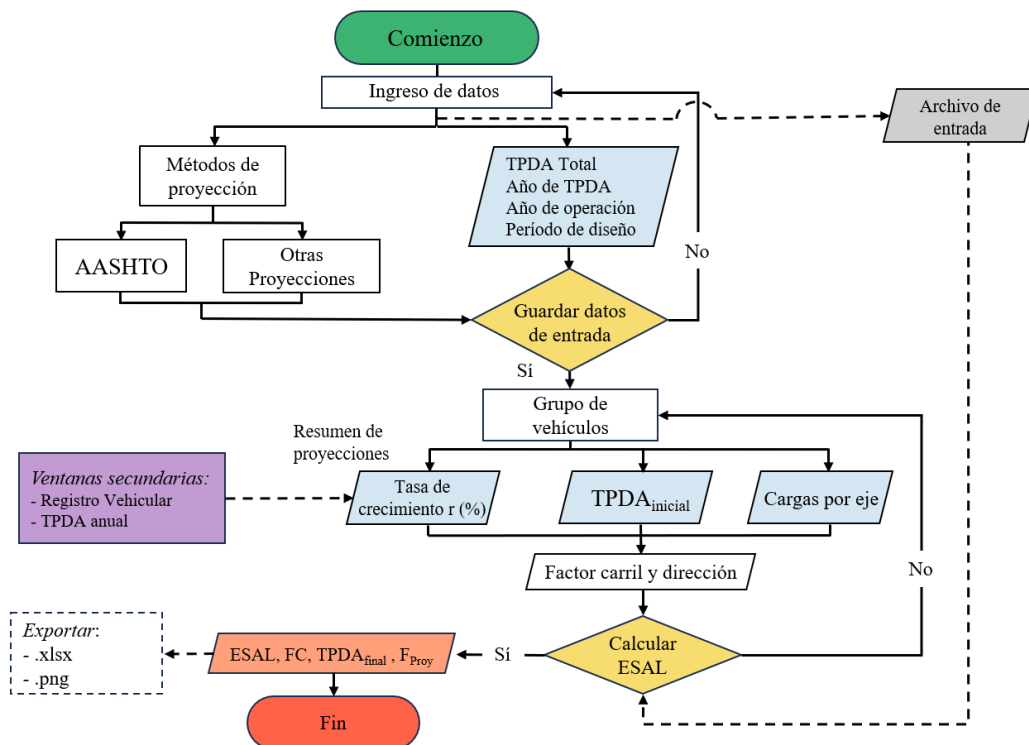 Comienzo
Ingreso de datos
Archivo de
entrada
Métodos de
proyección
TPDA Total
Año de TPDA
Año de operación
Período de diseño
AASHTO
Otras
Proyecciones
No
Guardar datos
de entrada
Sí
Grupo de
vehículos
Resumen de
proyecciones
Ventanas secundarias:
- Registro Vehicular
- TPDA anual
Tasa de
crecimiento r (%)
TPDAinicial
Cargas por eje
Factor carril y dirección
No
Exportar:
- .xlsx
- .png
ESAL, FC, TPDAfinal , FProy
Sí
Calcular
ESAL
Fin